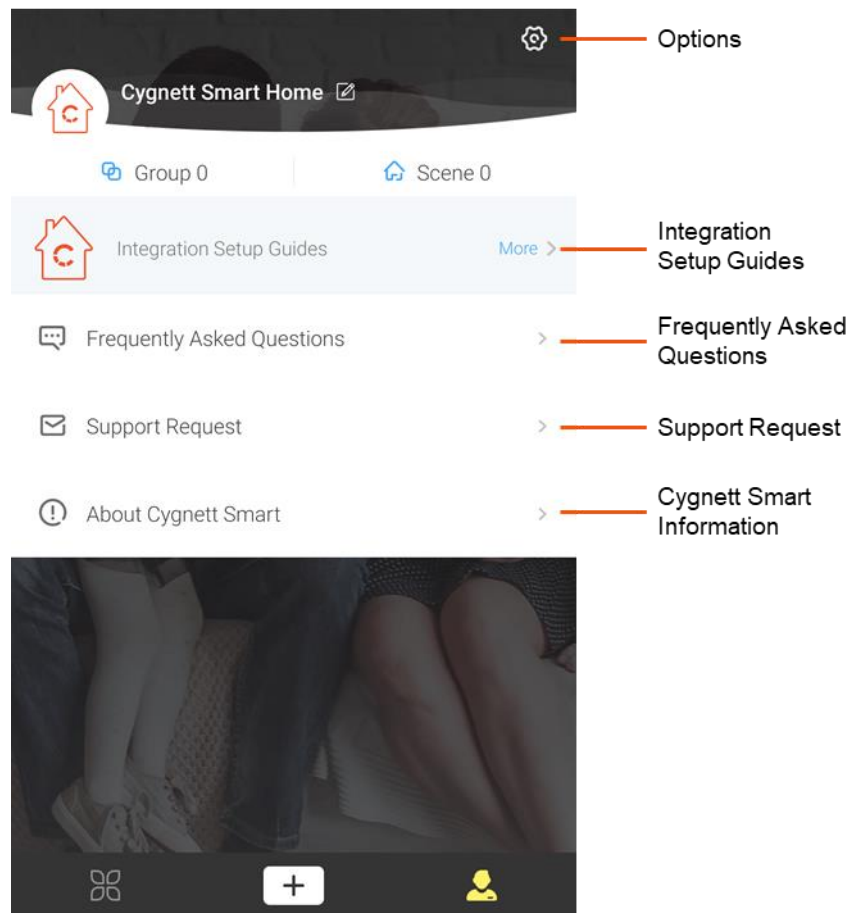 Options
Cygnett Smart Home
Group 0
Scene 0
Integration Setup Guides
More
Integration
Setup Guides
Frequently Asked Questions
Frequently Asked
Questions
Support Request
Support Request
About Cygnett Smart
Cygnett Smart
Information